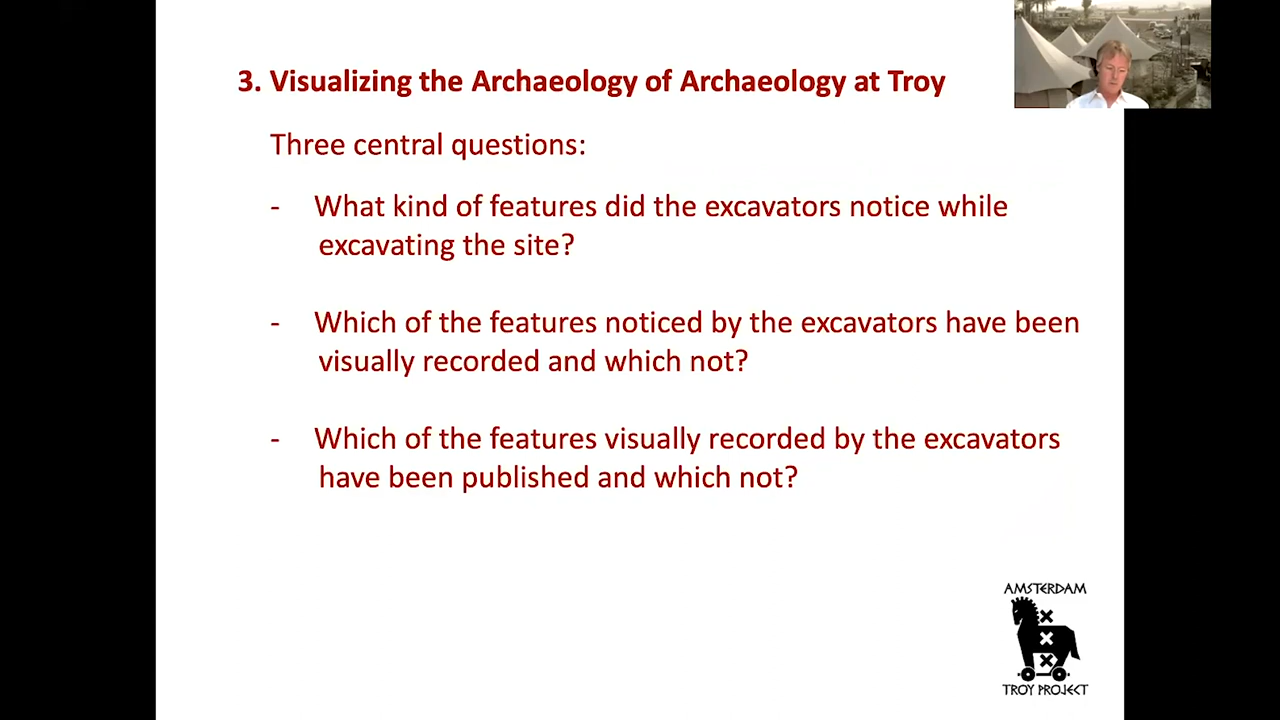 3. Visualizing the Archaeology of Archaeology at Troy
Three central questions:
- What kind of features did the excavators notice while
excavating the site?
- Which of the features noticed by the excavators have been
visually recorded and which not?
- Which of the features visually recorded by the excavators
have been published and which not?
AMSTERDAM
TROY PROJECT